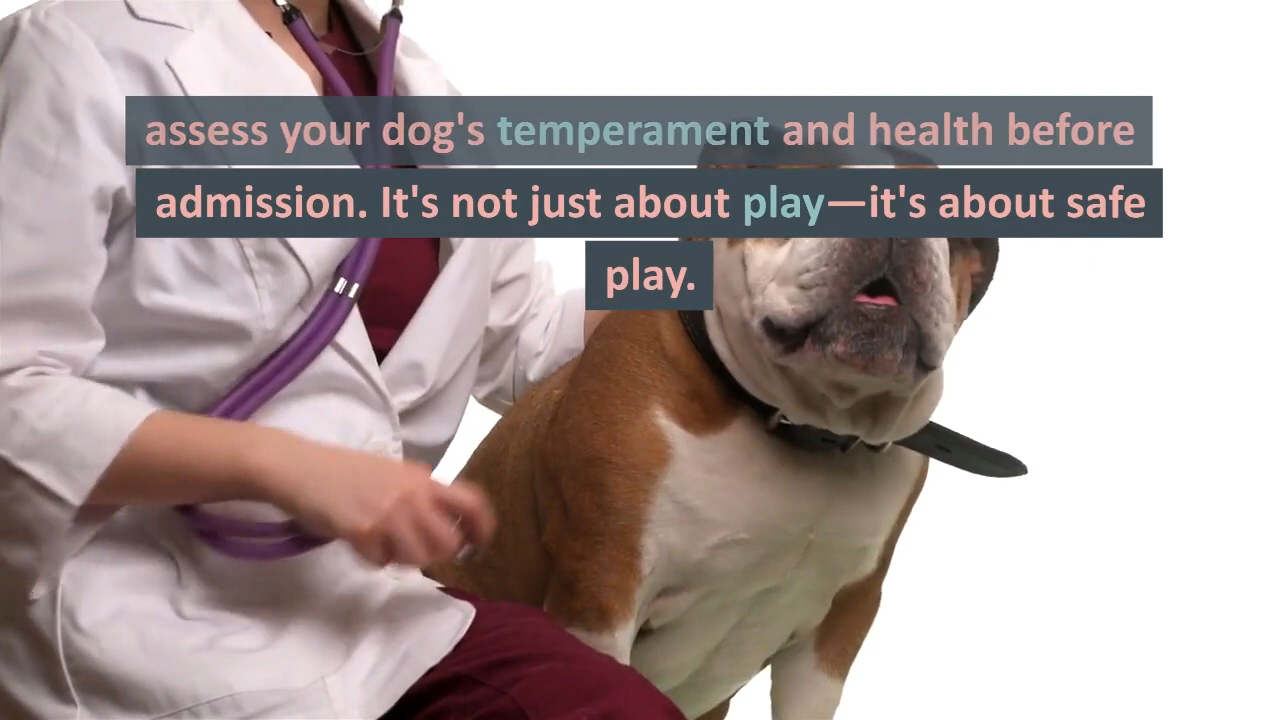 assess your dog's temperament and health before
admission. It's not just about play—it's about safe
play.